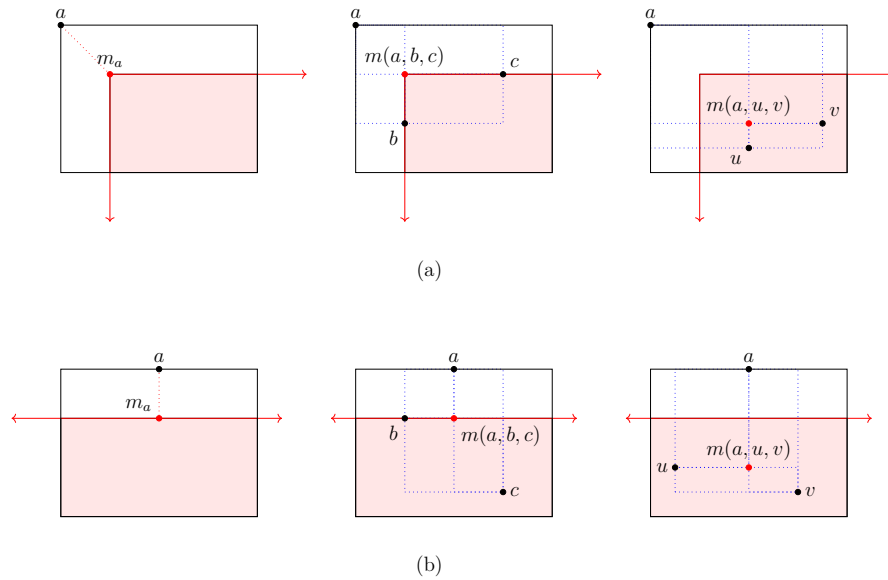 a
m_a
a
m(a, b, c)
c
b
a
m(a, u, v)
v
u
(a)
a
m_a
a
b
m(a, b, c)
c
a
m(a, u, v)
u
v
(b)